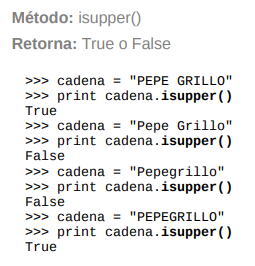 Método: isupper()
Retorna: True o False
>>> cadena = "PEPE GRILLO"
>>> print cadena.isupper()
True
>>> cadena = "Pepe Grillo"
>>> print cadena.isupper()
False
>>> cadena = "Pepegrillo"
>>> print cadena.isupper()
False
>>> cadena = "PEPEGRILLO"
>>> print cadena.isupper()
True